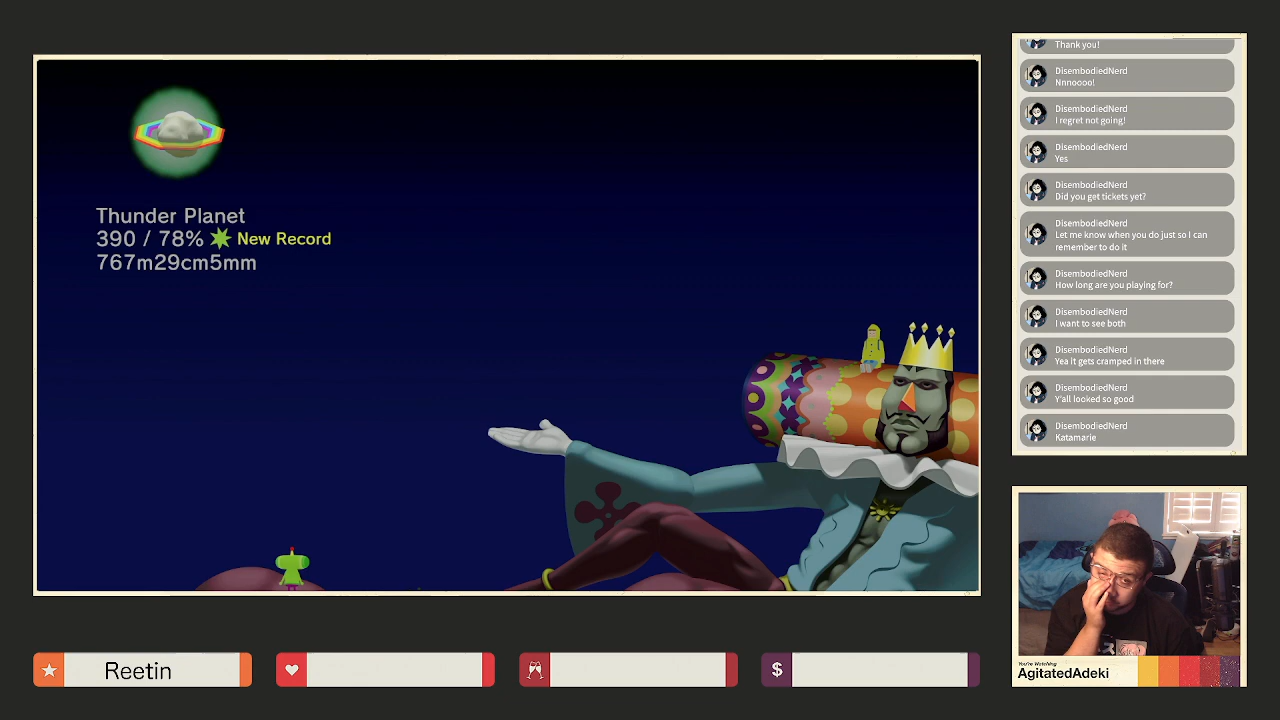 Thunder Planet
390 / 78% New Record
767m29cm5mm
Thank you!
DisembodiedNerd
Nnnoooo!
DisembodiedNerd
I regret not going!
DisembodiedNerd
Yes
DisembodiedNerd
Did you get tickets yet?
DisembodiedNerd
Let me know when you do just so I can
remember to do it
DisembodiedNerd
How long are you playing for?
DisembodiedNerd
I want to see both
DisembodiedNerd
Yea it gets cramped in there
DisembodiedNerd
Y'all looked so good
DisembodiedNerd
Katamarie
You're Watching
AgitatedAdeki
Reetin
$